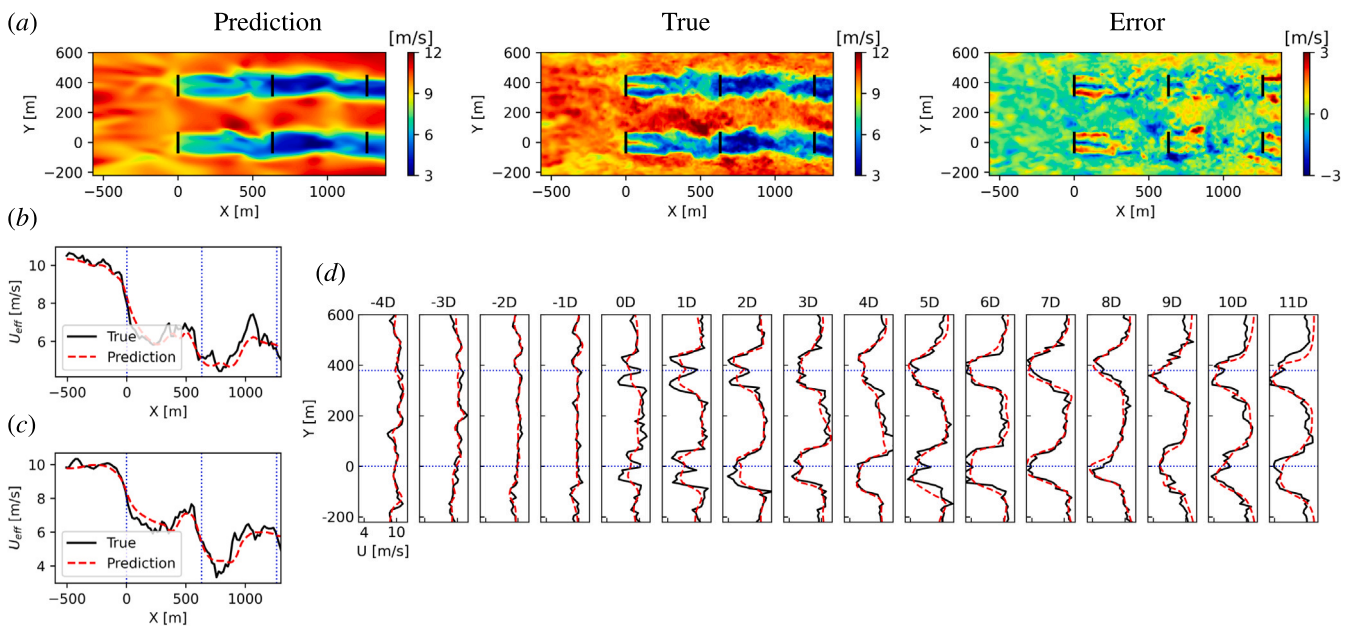 (a) Prediction True Error
[m/s] [m/s] [m/s]
600 12 600 12 600 3
400 400 400
Y [m] 200 9 Y [m] 200 9 Y [m] 200 0
0 6 0 6 0
−200 3 −200 3 −200 −3
−500 0 500 1000 −500 0 500 1000 −500 0 500 1000
X [m] X [m] X [m]
(b)
10
8
6
U_eff [m/s]
True
Prediction
−500 0 500 1000
X [m]
(c)
10
8
6
4
U_eff [m/s]
True
Prediction
−500 0 500 1000
X [m]
(d)
-4D -3D -2D -1D 0D 1D 2D 3D 4D 5D 6D 7D 8D 9D 10D 11D
600
400
Y [m] 200
0
−200
4 10
U [m/s]